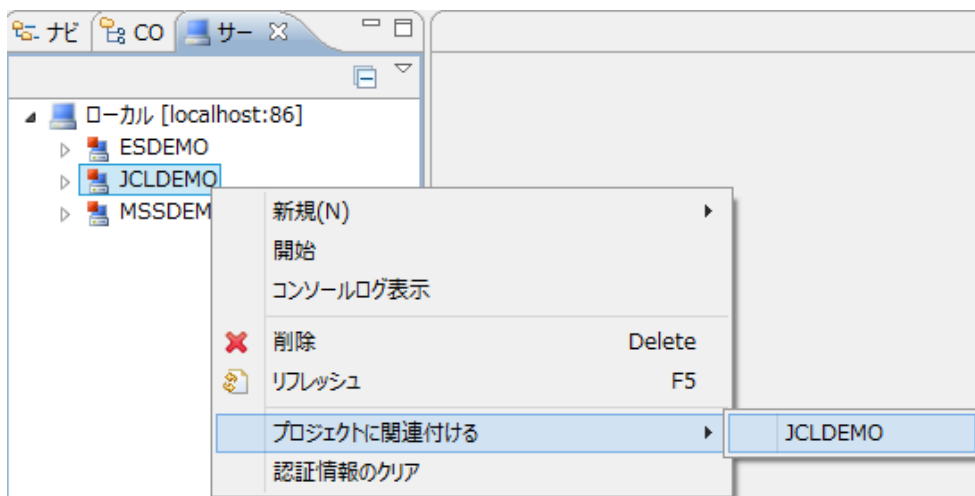 ナビ CO サー
ローカル [localhost:86]
ESDEMO
JCLDEMO
MSSDEM
新規(N)
開始
コンソールログ表示
削除 Delete
リフレッシュ F5
プロジェクトに関連付ける JCLDEMO
認証情報のクリア